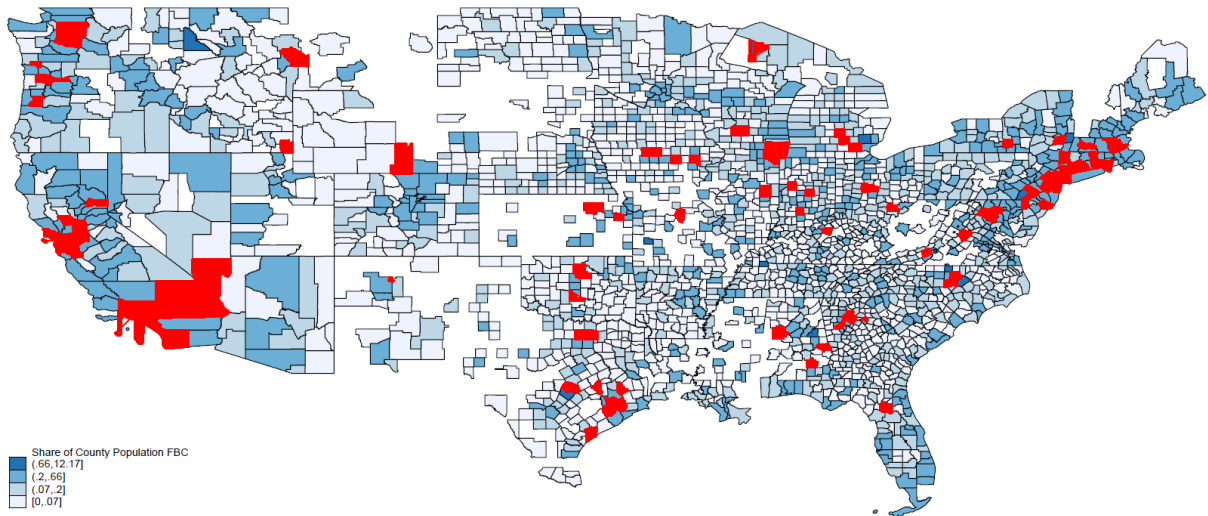 Share of County Population FBC
(.66,12.17]
(.2,.66]
(.07,.2]
[0,.07]